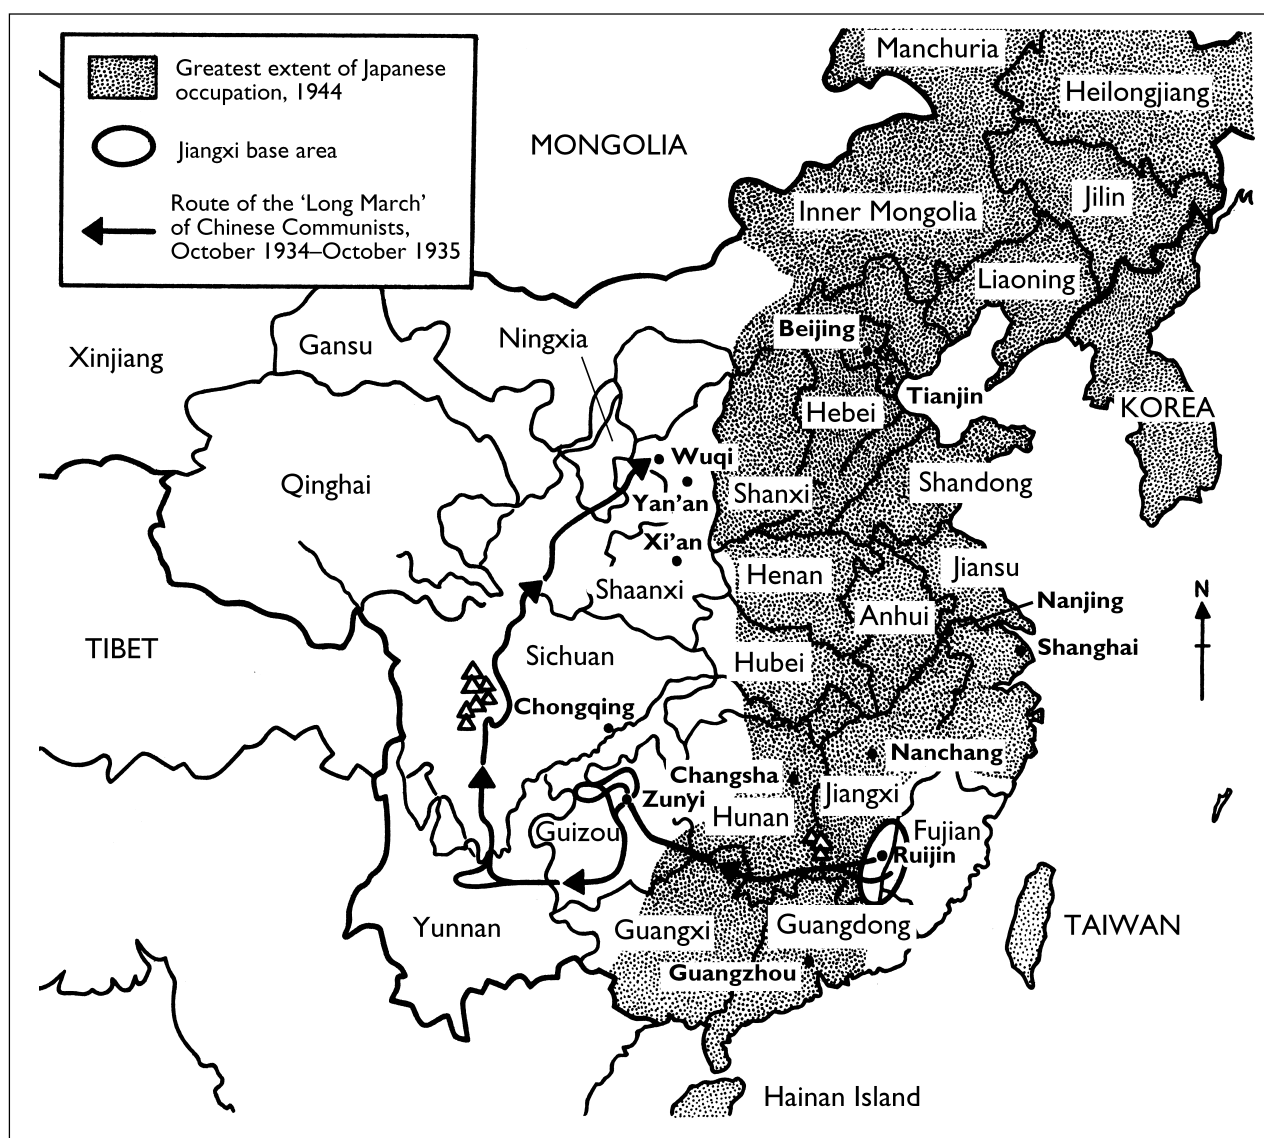 Greatest extent of Japanese
occupation, 1944
Jiangxi base area
Route of the ‘Long March’
of Chinese Communists,
October 1934–October 1935
Manchuria
Heilongjiang
MONGOLIA
Jilin
Inner Mongolia
Liaoning
Beijing
Ningxia
Gansu
Xinjiang
Tianjin
Hebei
KOREA
Wuqi
Qinghai
Shanxi
Shandong
Yan’an
Xi’an
Henan
Jiansu
Shaanxi
N
Nanjing
Anhui
TIBET
Shanghai
Sichuan
Hubei
Chongqing
Nanchang
Changsha
Jiangxi
Zunyi
Hunan
Guizou
Fujian
Ruijin
Yunnan
Guangxi
Guangdong
TAIWAN
Guangzhou
Hainan Island